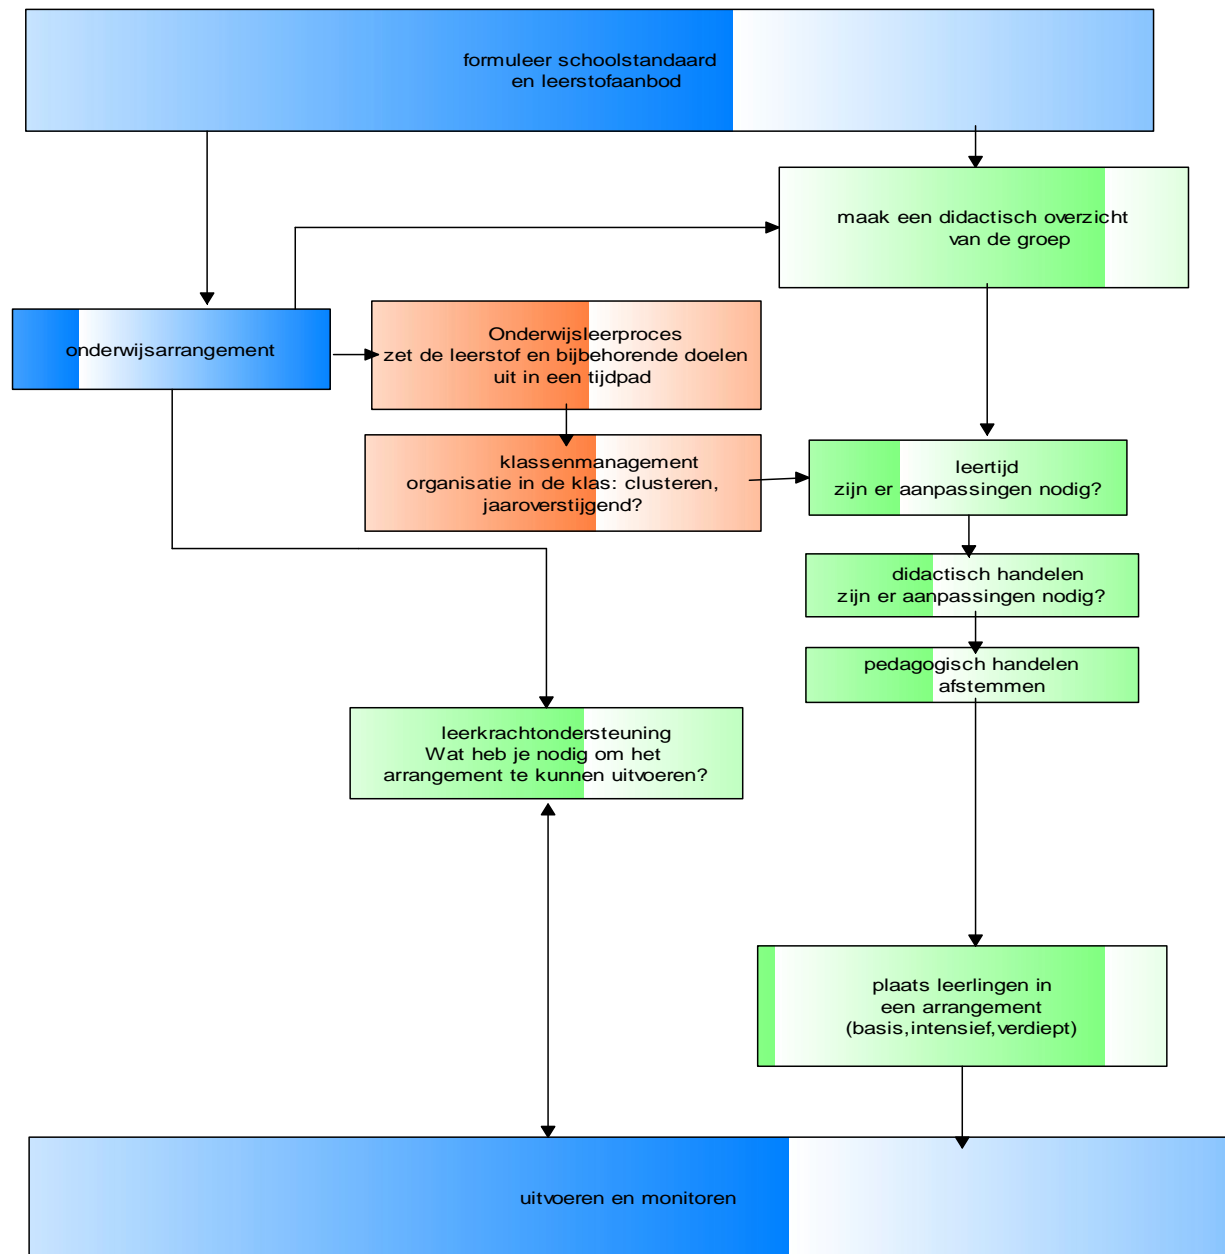 formuleer schoolstandaard
en leerstofaanbod
maak een didactisch overzicht
van de groep
onderwijsarrangement
Onderwijsleerproces
zet de leerstof en bijbehorende doelen
uit in een tijdpad
klassenmanagement
organisatie in de klas: clusteren,
jaaroverstijgend?
leertijd
zijn er aanpassingen nodig?
didactisch handelen
zijn er aanpassingen nodig?
pedagogisch handelen
afstemmen
leerkrachtondersteuning
Wat heb je nodig om het
arrangement te kunnen uitvoeren?
plaats leerlingen in
een arrangement
(basis,intensief,verdiept)
uitvoeren en monitoren